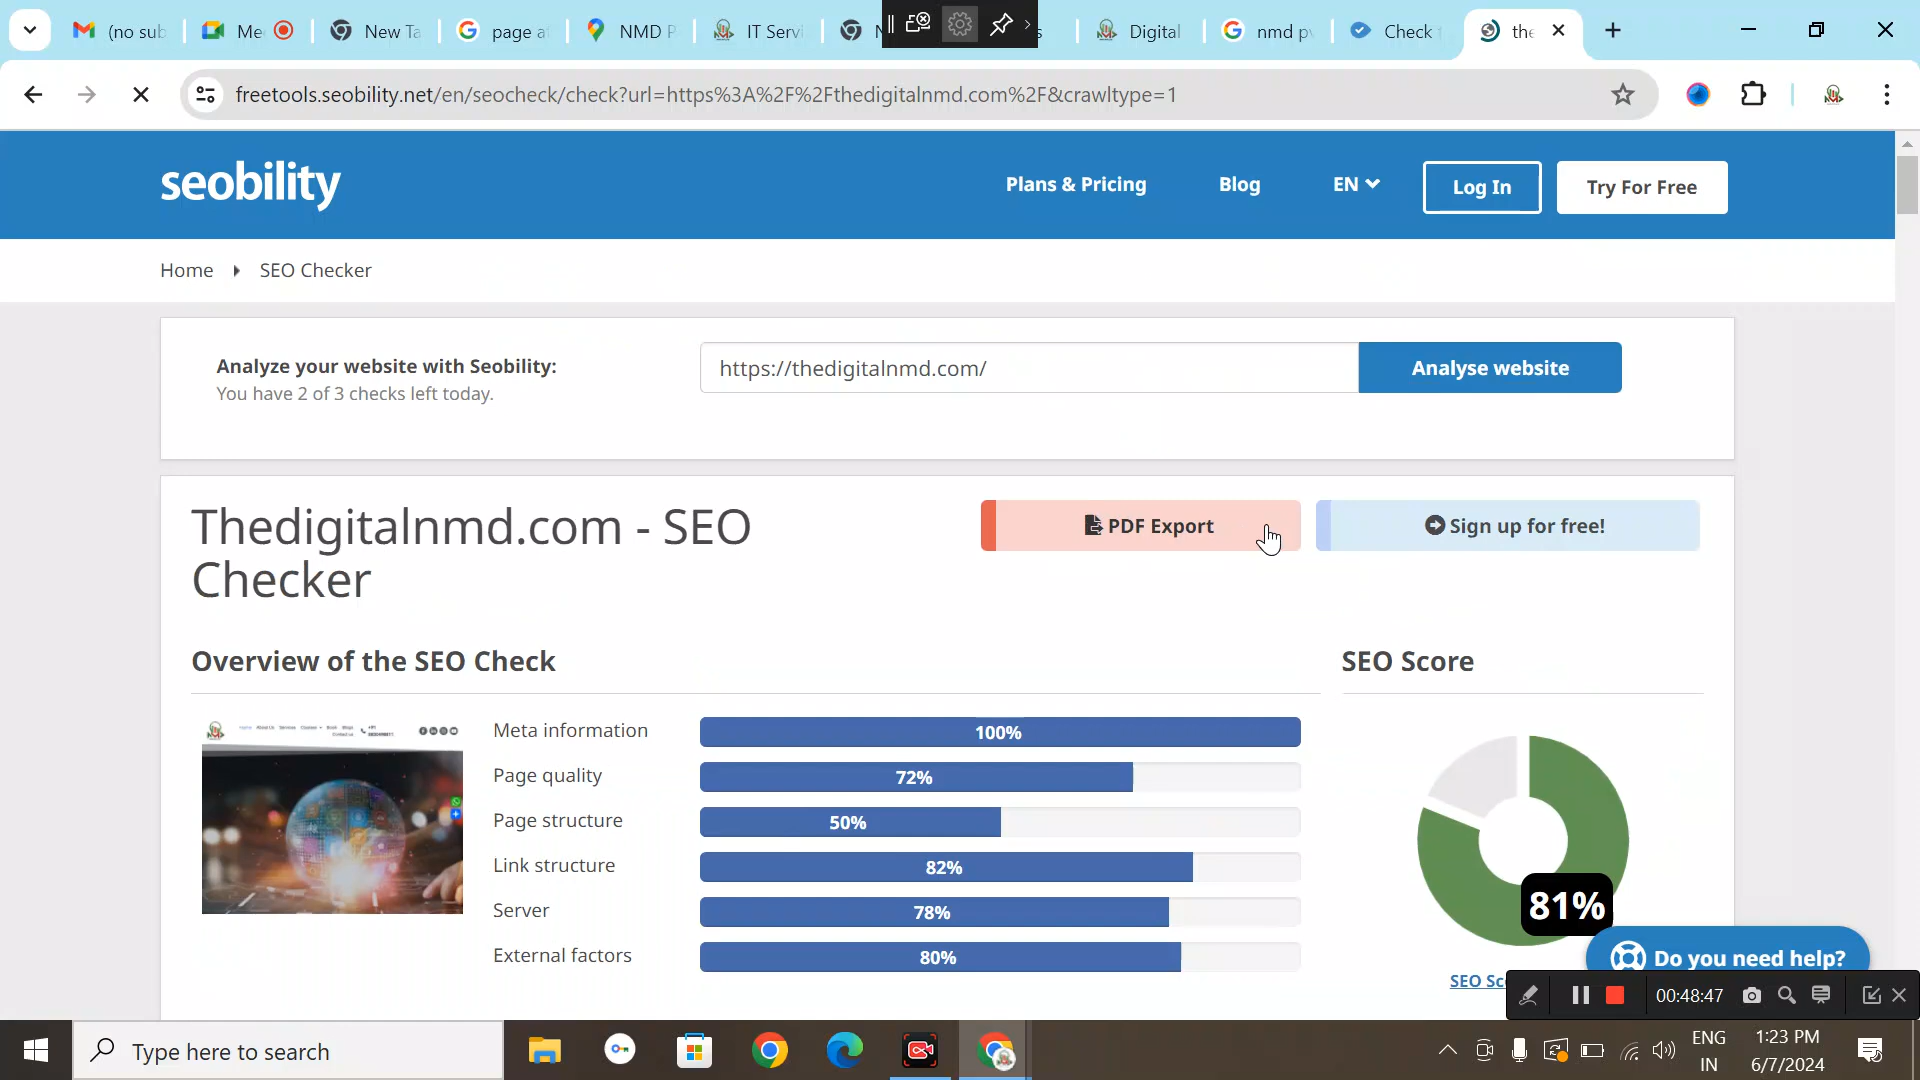 (no sub
Me
New Ta
page a
NMD P
IT Servi
Digital
nmd pv
Check
the
freetools.seobility.net/en/seocheck/check?url=https%3A%2F%2Fthedigitalnmd.com%2F&crawltype=1
seobility
Plans & Pricing
Blog
EN
Log In
Try For Free
Home
SEO Checker
Analyze your website with Seobility:
You have 2 of 3 checks left today.
https://thedigitalnmd.com/
Analyse website
Thedigitalnmd.com - SEO
Checker
PDF Export
Sign up for free!
Overview of the SEO Check
SEO Score
Meta information
100%
Page quality
72%
Page structure
50%
Link structure
82%
Server
78%
External factors
80%
81%
SEO Sc
Do you need help?
00:48:47
Type here to search
ENG
IN
1:23 PM
6/7/2024